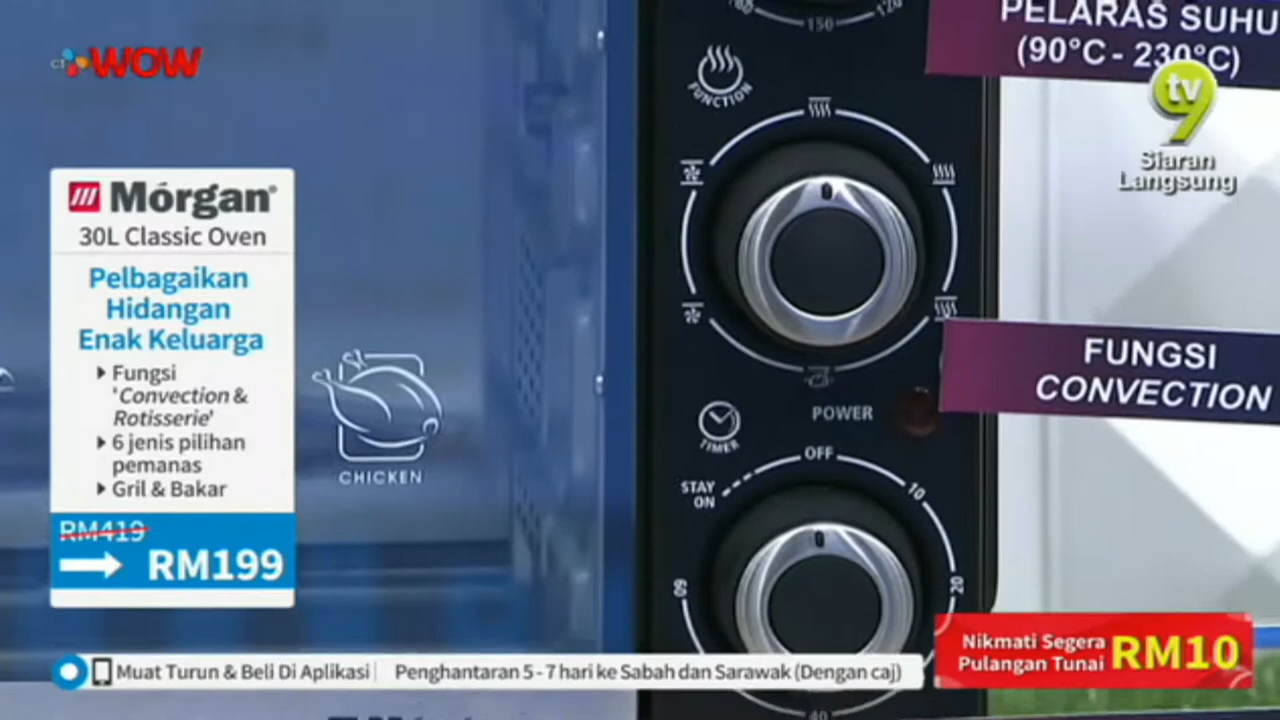 CJ WOW
150
120
PELARAS SUHU
(90°C - 230°C)
FUNCTION
tv9
Siaran
Langsung
Mórgan®
30L Classic Oven
Pelbagaikan
Hidangan
Enak Keluarga
Fungsi
'Convection &
Rotisserie'
6 jenis pilihan
pemanas
Gril & Bakar
RM419
RM199
CHICKEN
FUNGSI
CONVECTION
TIMER
POWER
OFF
STAY
ON
10
20
60
40
Nikmati Segera
Pulangan Tunai
RM10
Muat Turun & Beli Di Aplikasi
Penghantaran 5 - 7 hari ke Sabah dan Sarawak (Dengan caj)